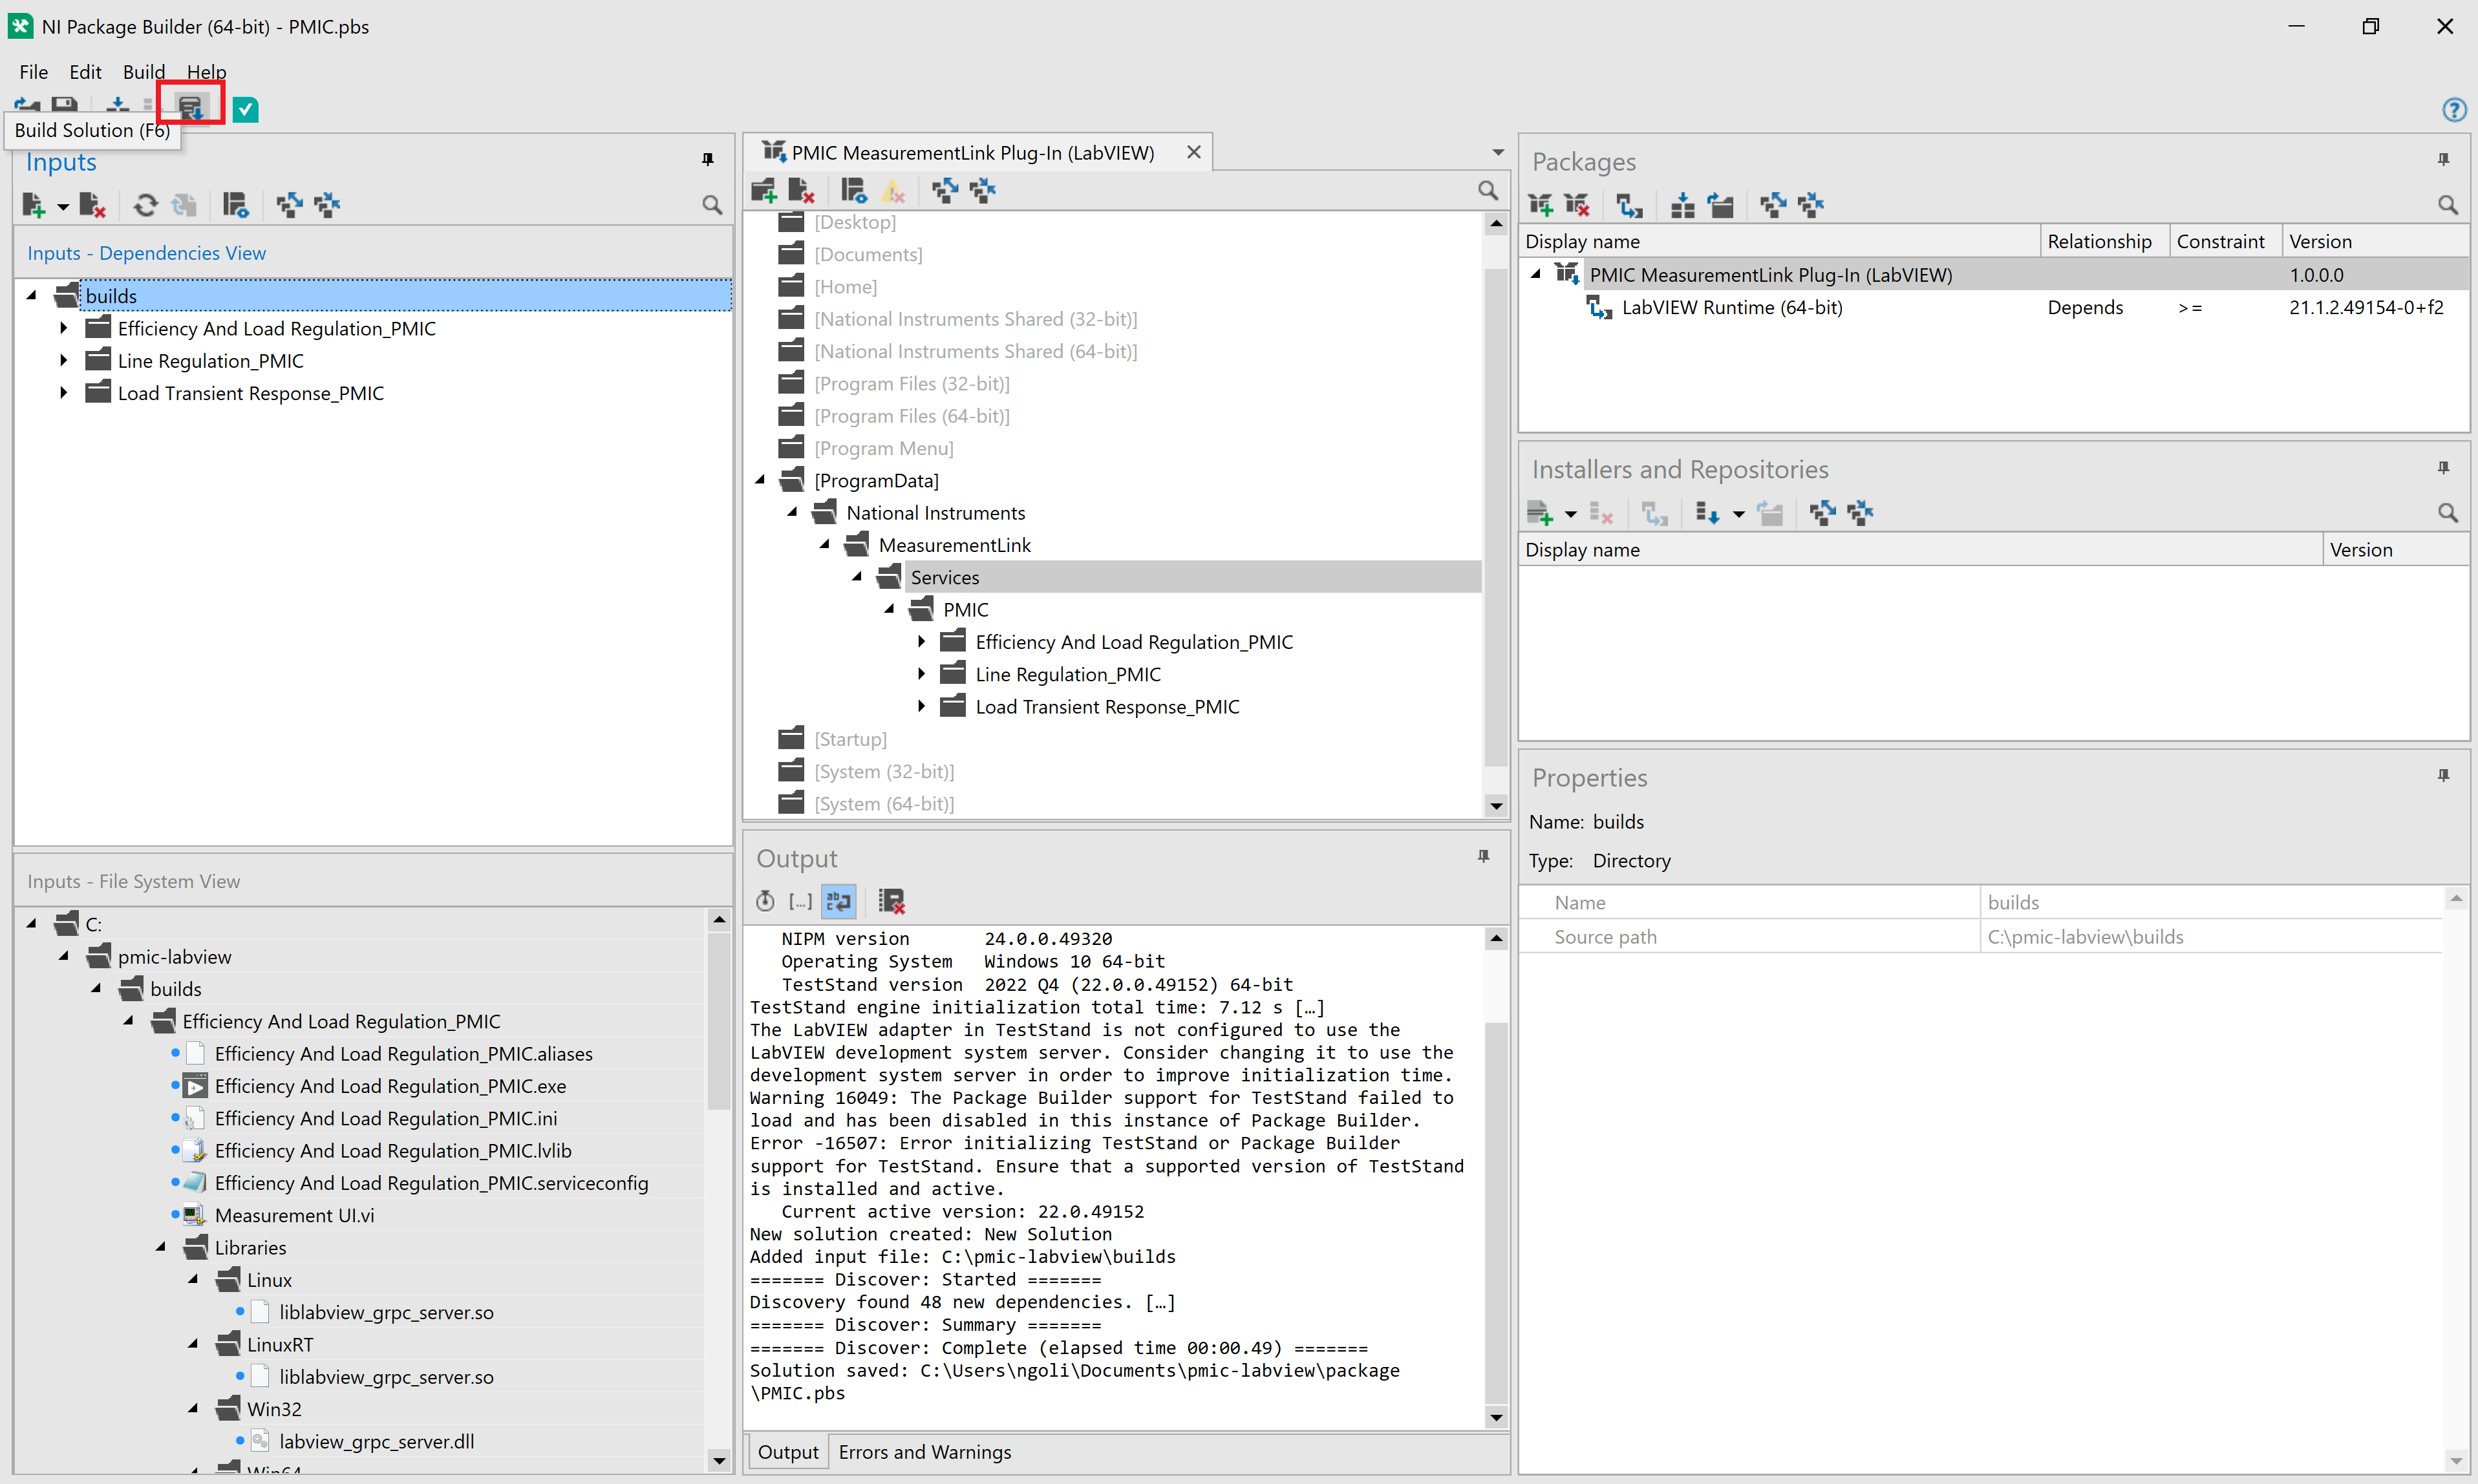 NI Package Builder (64-bit) - PMIC.pbs
File Edit Build Help
Build Solution (F6)
Inputs
Inputs - Dependencies View
builds
Efficiency And Load Regulation_PMIC
Line Regulation_PMIC
Load Transient Response_PMIC
Inputs - File System View
C:
pmic-labview
builds
Efficiency And Load Regulation_PMIC
Efficiency And Load Regulation_PMIC.aliases
Efficiency And Load Regulation_PMIC.exe
Efficiency And Load Regulation_PMIC.ini
Efficiency And Load Regulation_PMIC.lvlib
Efficiency And Load Regulation_PMIC.serviceconfig
Measurement UI.vi
Libraries
Linux
liblabview_grpc_server.so
LinuxRT
liblabview_grpc_server.so
Win32
labview_grpc_server.dll
Win64
PMIC MeasurementLink Plug-In (LabVIEW)
[Desktop]
[Documents]
[Home]
[National Instruments Shared (32-bit)]
[National Instruments Shared (64-bit)]
[Program Files (32-bit)]
[Program Files (64-bit)]
[Program Menu]
[ProgramData]
National Instruments
MeasurementLink
Services
PMIC
Efficiency And Load Regulation_PMIC
Line Regulation_PMIC
Load Transient Response_PMIC
[Startup]
[System (32-bit)]
[System (64-bit)]
Output
NIPM version 24.0.0.49320
Operating System Windows 10 64-bit
TestStand version 2022 Q4 (22.0.0.49152) 64-bit
TestStand engine initialization total time: 7.12 s […]
The LabVIEW adapter in TestStand is not configured to use the
LabVIEW development system server. Consider changing it to use the
development system server in order to improve initialization time.
Warning 16049: The Package Builder support for TestStand failed to
load and has been disabled in this instance of Package Builder.
Error -16507: Error initializing TestStand or Package Builder
support for TestStand. Ensure that a supported version of TestStand
is installed and active.
Current active version: 22.0.49152
New solution created: New Solution
Added input file: C:\pmic-labview\builds
======= Discover: Started =======
Discovery found 48 new dependencies. […]
======= Discover: Summary =======
======= Discover: Complete (elapsed time 00:00.49) =======
Solution saved: C:\Users\ngoli\Documents\pmic-labview\package
\PMIC.pbs
Output Errors and Warnings
Packages
Display name Relationship Constraint Version
PMIC MeasurementLink Plug-In (LabVIEW) 1.0.0.0
LabVIEW Runtime (64-bit) Depends >= 21.1.2.49154-0+f2
Installers and Repositories
Display name Version
Properties
Name: builds
Type: Directory
Name builds
Source path C:\pmic-labview\builds